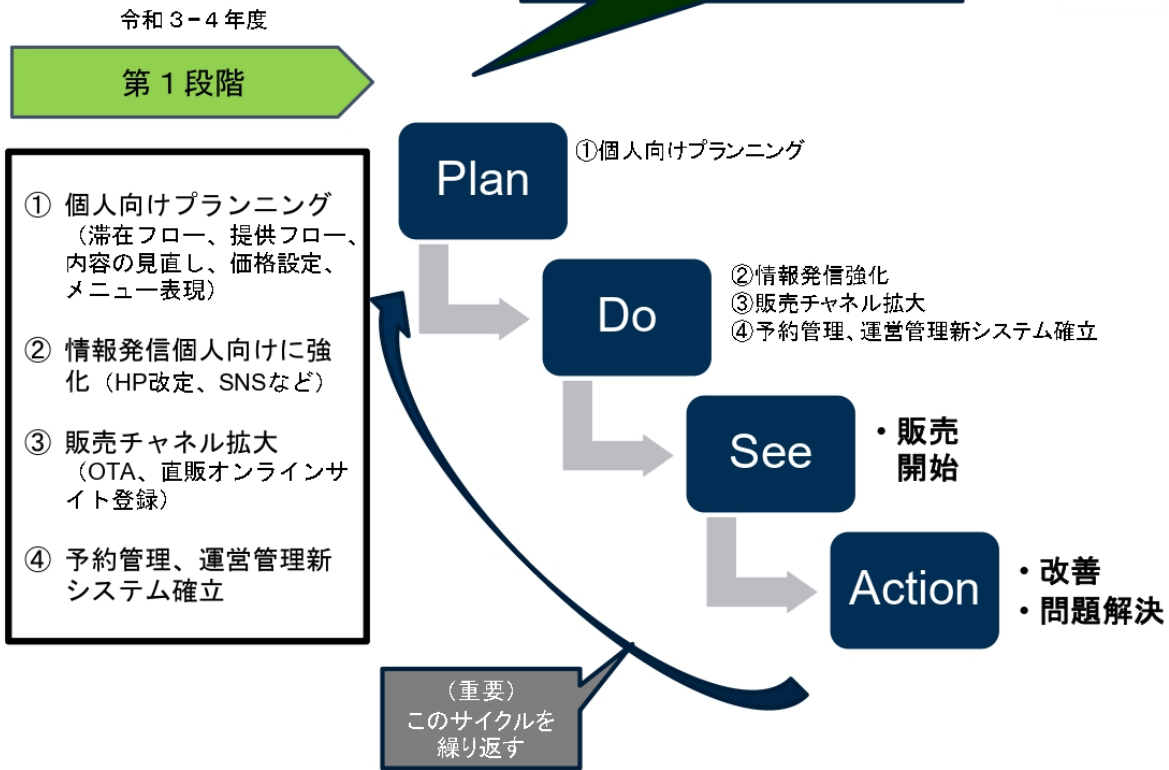 令和３−４年度
第１段階
① 個人向けプランニング
（滞在フロー、提供フロー、
内容の見直し、価格設定、
メニュー表現）
② 情報発信個人向けに強
化（HP改定、SNSなど）
③ 販売チャネル拡大
（OTA、直販オンラインサ
イト登録）
④ 予約管理、運営管理新
システム確立
Plan
①個人向けプランニング
Do
②情報発信強化
③販売チャネル拡大
④予約管理、運営管理新システム確立
See
・販売
開始
Action
・改善
・問題解決
（重要）
このサイクルを
繰り返す